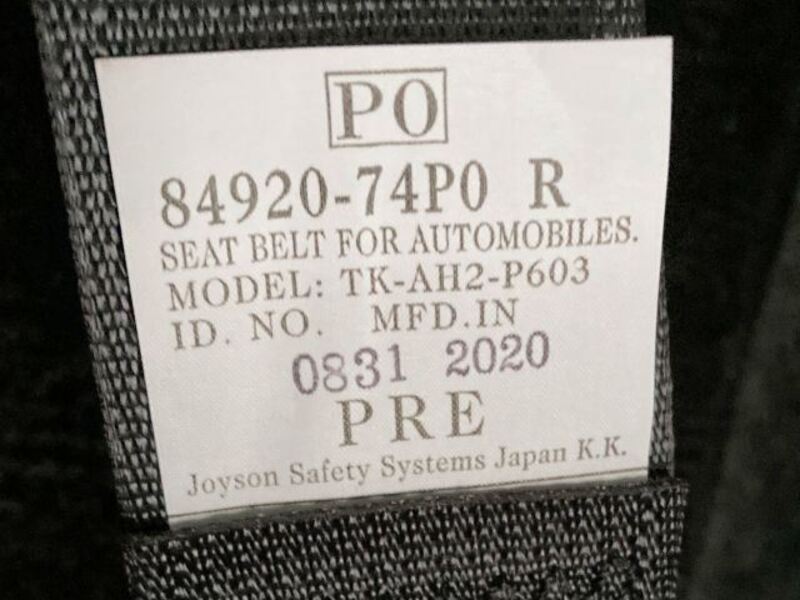 PO
84920-74P0 R
SEAT BELT FOR AUTOMOBILES.
MODEL: TK-AH2-P603
ID. NO. MFD.IN
0831 2020
PRE
Joyson Safety Systems Japan K.K.